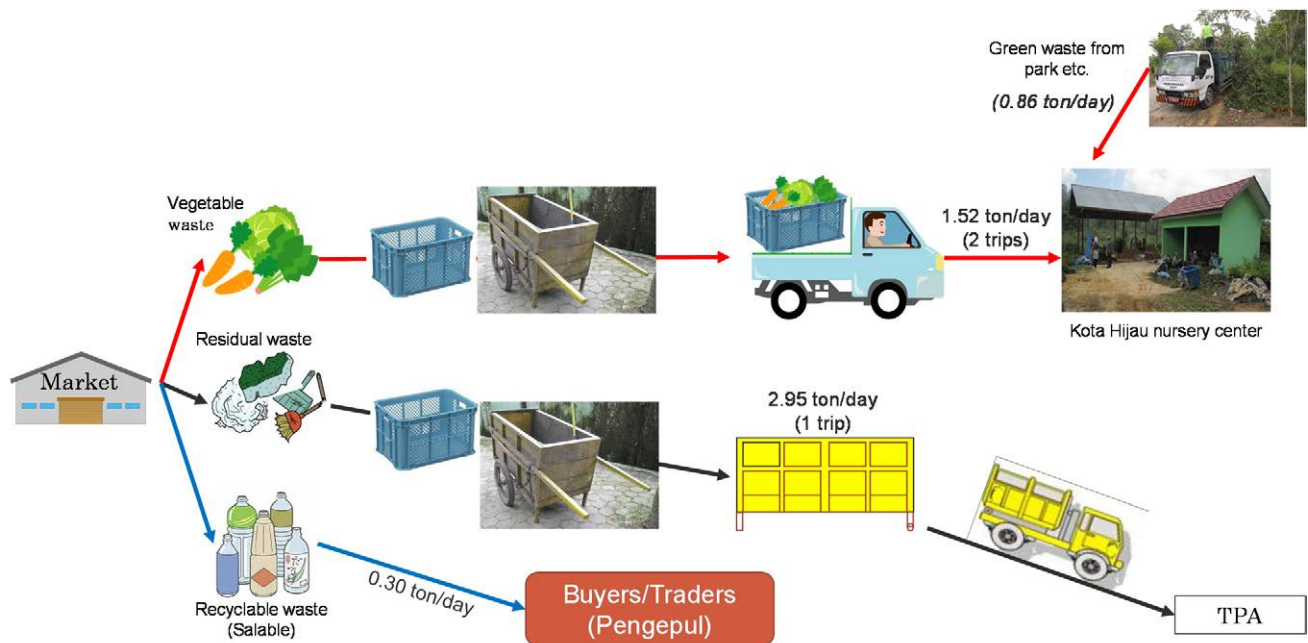 Green waste from
park etc.
(0.86 ton/day)
Vegetable
waste
1.52 ton/day
(2 trips)
Kota Hijau nursery center
Residual waste
Market
2.95 ton/day
(1 trip)
0.30 ton/day
Recyclable waste
(Salable)
Buyers/Traders
(Pengepul)
TPA